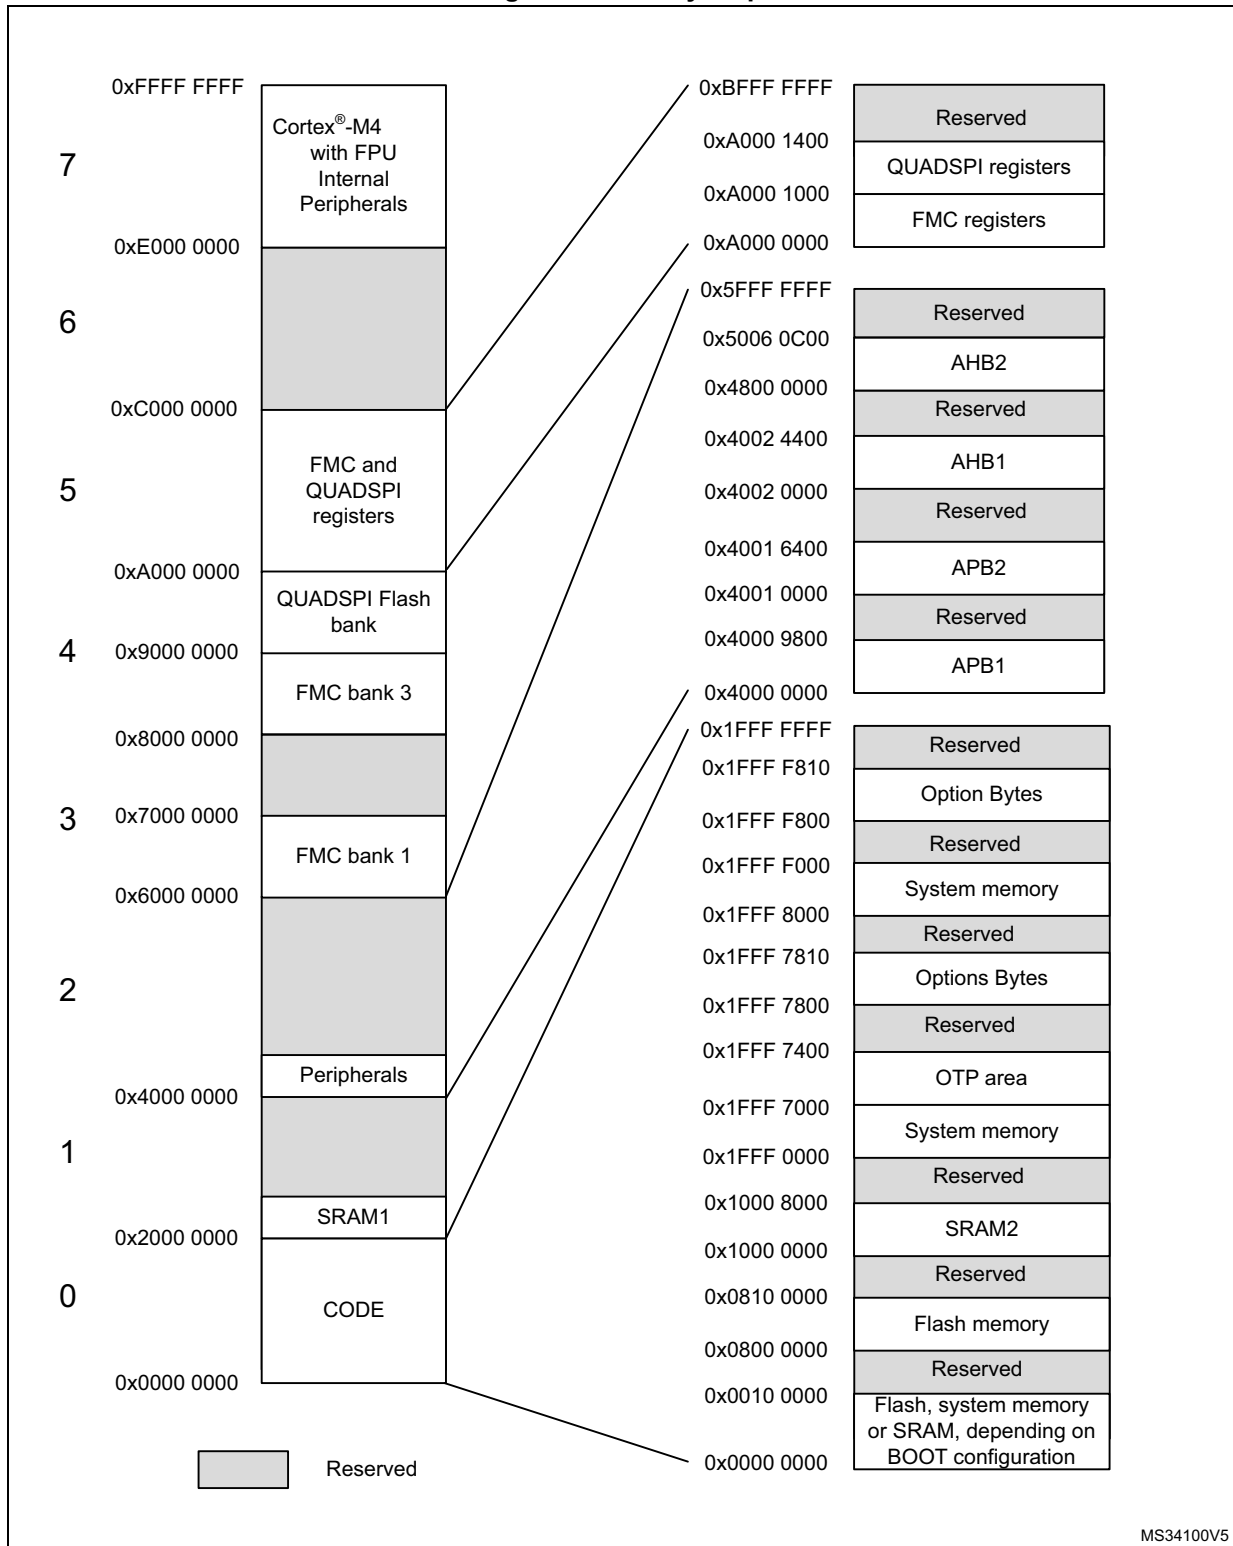 0xFFFF FFFF
Cortex®-M4
with FPU
Internal
Peripherals
7
0xE000 0000
6
0xC000 0000
FMC and
QUADSPI
registers
5
0xA000 0000
QUADSPI Flash
bank
4
0x9000 0000
FMC bank 3
0x8000 0000
3
0x7000 0000
FMC bank 1
0x6000 0000
2
Peripherals
0x4000 0000
1
SRAM1
0x2000 0000
0
CODE
0x0000 0000
Reserved
0xBFFF FFFF
Reserved
0xA000 1400
QUADSPI registers
0xA000 1000
FMC registers
0xA000 0000
0x5FFF FFFF
Reserved
0x5006 0C00
AHB2
0x4800 0000
Reserved
0x4002 4400
AHB1
0x4002 0000
Reserved
0x4001 6400
APB2
0x4001 0000
Reserved
0x4000 9800
APB1
0x4000 0000
0x1FFF FFFF
Reserved
0x1FFF F810
Option Bytes
0x1FFF F800
Reserved
0x1FFF F000
System memory
0x1FFF 8000
Reserved
0x1FFF 7810
Options Bytes
0x1FFF 7800
Reserved
0x1FFF 7400
OTP area
0x1FFF 7000
System memory
0x1FFF 0000
Reserved
0x1000 8000
SRAM2
0x1000 0000
Reserved
0x0810 0000
Flash memory
0x0800 0000
Reserved
0x0010 0000
Flash, system memory
or SRAM, depending on
BOOT configuration
0x0000 0000
MS34100V5